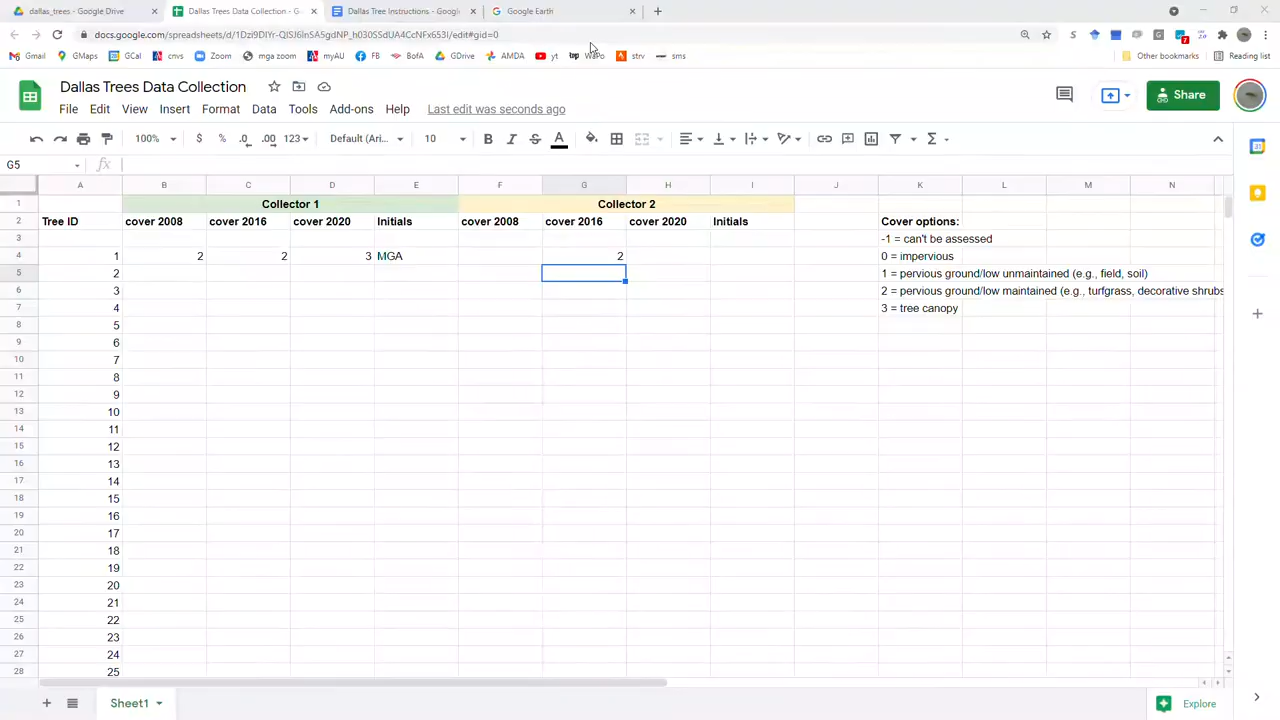 dallas_trees - Google Drive
Dallas Trees Data Collection - G
Dallas Tree Instructions - Google
Google Earth
docs.google.com/spreadsheets/d/1Dzi9DIYr-QISJ6InSA5gdNP_h030SSdUA4CcNFx653I/edit#gid=0
Gmail GMaps GCal cnvs Zoom mga zoom myAU FB BofA GDrive AMDA yt WaPo strv sms Other bookmarks Reading list
Dallas Trees Data Collection
Share
File Edit View Insert Format Data Tools Add-ons Help Last edit was seconds ago
100% $ % .0 .00 123 Default (Ari... 10 B I S A
G5 fx
A B C D E F G H I J K L M N
1 Collector 1 Collector 2
2 Tree ID cover 2008 cover 2016 cover 2020 Initials cover 2008 cover 2016 cover 2020 Initials Cover options:
3 -1 = can't be assessed
4 1 2 2 3 MGA 2 0 = impervious
5 2 1 = pervious ground/low unmaintained (e.g., field, soil)
6 3 2 = pervious ground/low maintained (e.g., turfgrass, decorative shrubs
7 4 3 = tree canopy
8 5
9 6
10 7
11 8
12 9
13 10
14 11
15 12
16 13
17 14
18 15
19 16
20 17
21 18
22 19
23 20
24 21
25 22
26 23
27 24
28 25
Sheet1
Explore